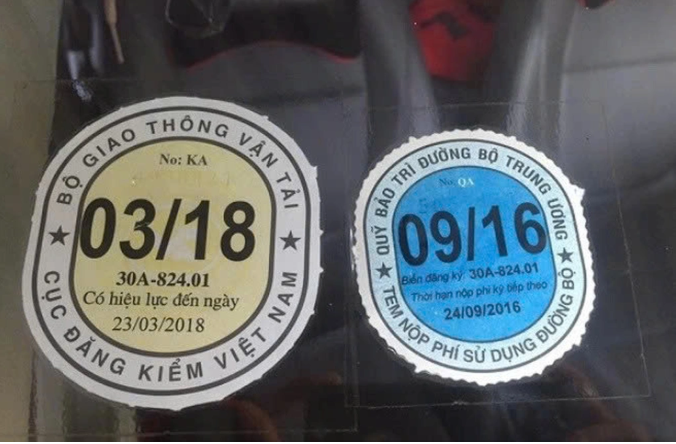 BỘ GIAO THÔNG VẬN TẢI
No: KA
03/18
30A-824.01
Có hiệu lực đến ngày
23/03/2018
★ CỤC ĐĂNG KIỂM VIỆT NAM ★
QUỸ BẢO TRÌ ĐƯỜNG BỘ TRUNG ƯƠNG
No: QA
09/16
Biển đăng ký: 30A-824.01
Thời hạn nộp phí kỳ tiếp theo
24/09/2016
★ TEM NỘP PHÍ SỬ DỤNG ĐƯỜNG BỘ ★